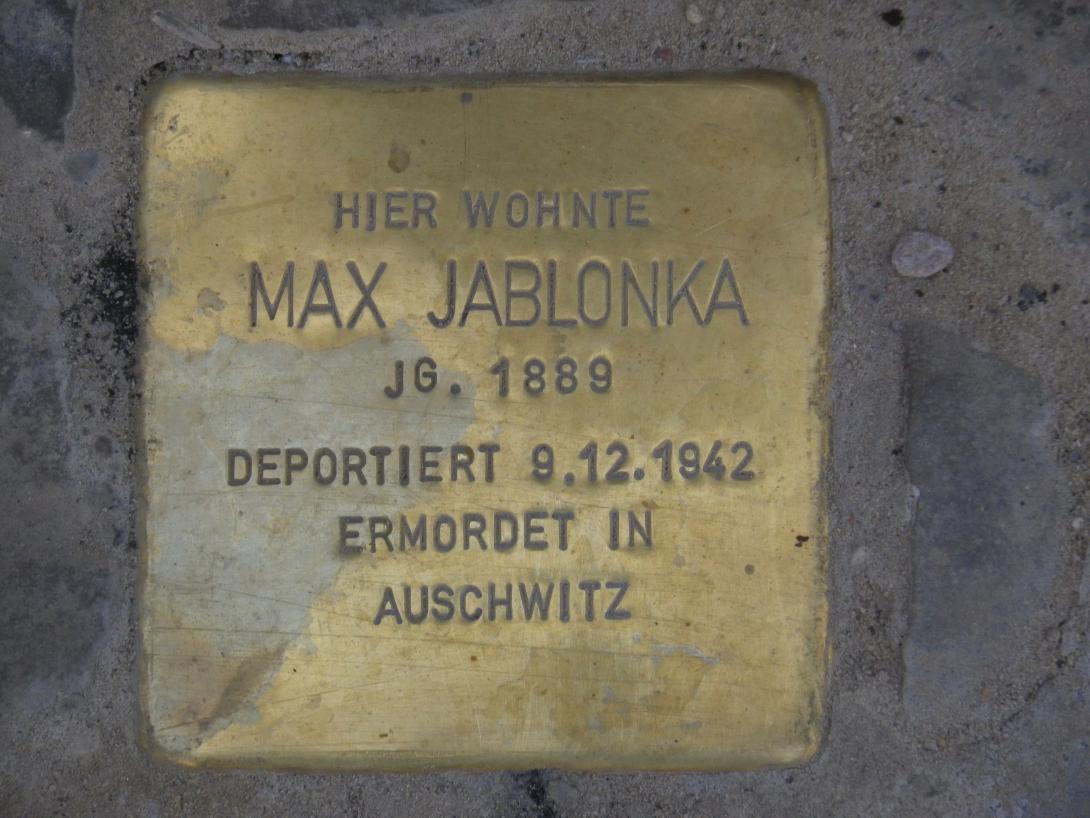 HIER WOHNTE
MAX JABLONKA
JG. 1889
DEPORTIERT 9.12.1942
ERMORDET IN
AUSCHWITZ